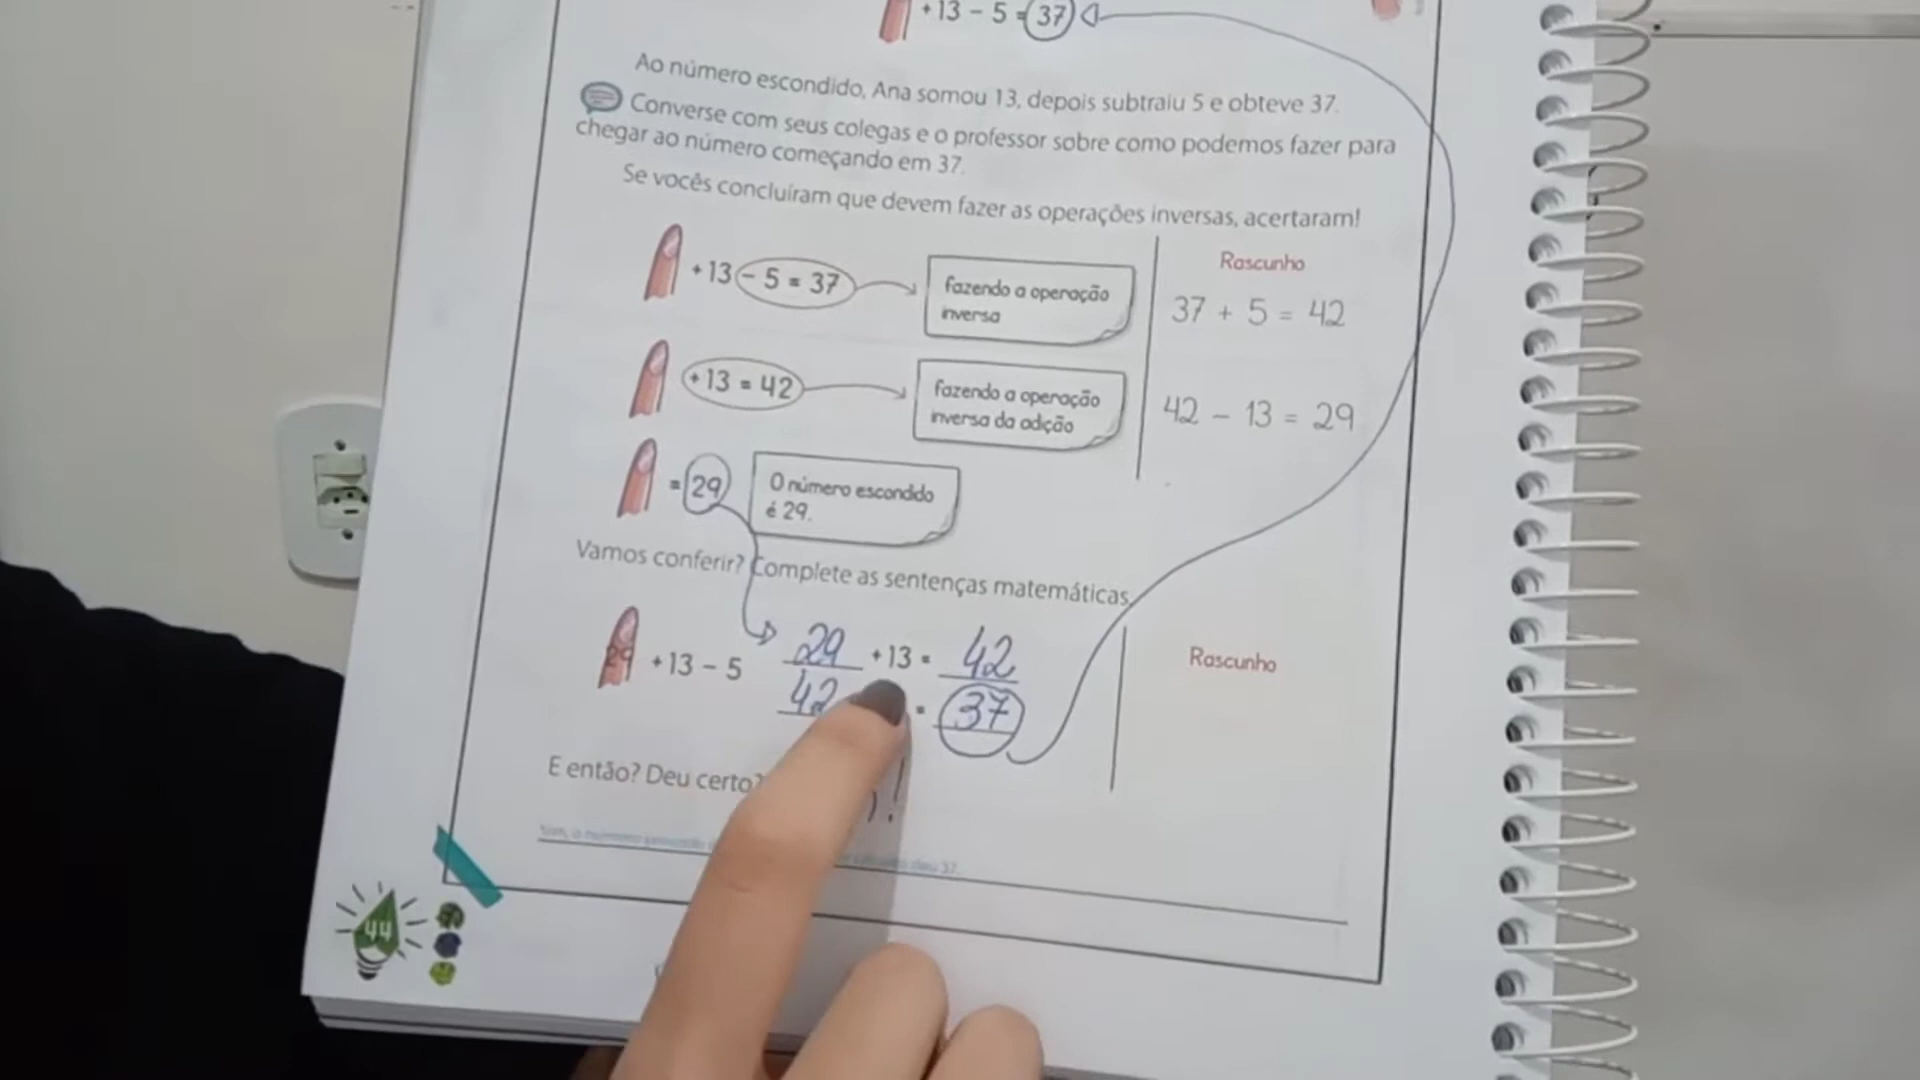 +13 - 5 = 37
Ao número escondido, Ana somou 13, depois subtraiu 5 e obteve 37.
Converse com seus colegas e o professor sobre como podemos fazer para
chegar ao número começando em 37.
Se vocês concluíram que devem fazer as operações inversas, acertaram!
+13 - 5 = 37
fazendo a operação
inversa
Rascunho
37 + 5 = 42
+13 = 42
fazendo a operação
inversa da adição
42 - 13 = 29
= 29
O número escondido
é 29.
Vamos conferir? Complete as sentenças matemáticas.
29 +13 - 5
29 +13 = 42
42 = 37
Rascunho
E então? Deu certo?
!
Sim, o número deu 37.
44